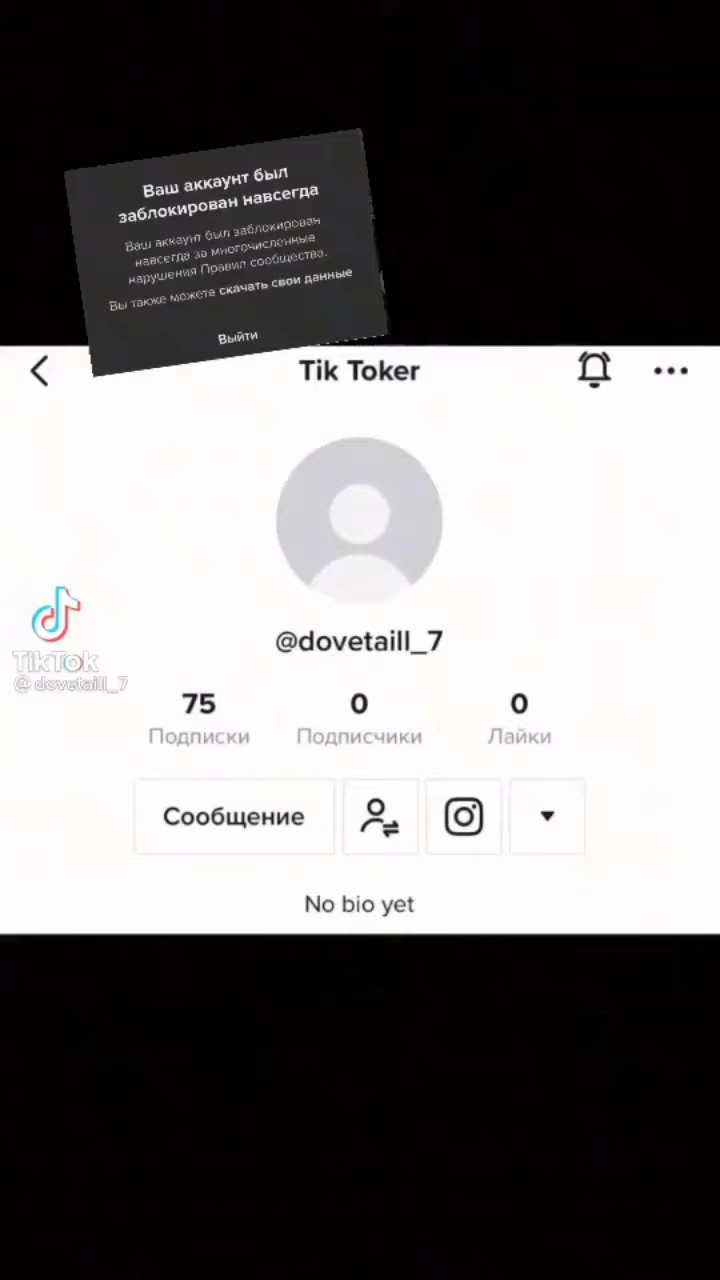 Ваш аккаунт был
заблокирован навсегда
Ваш аккаунт был заблокирован
навсегда за многочисленные
нарушения Правил сообщества.
Вы также можете скачать свои данные
Выйти
Tik Toker
@dovetaill_7
TikTok
@ dovetaill_7
75 0 0
Подписки Подписчики Лайки
Сообщение
No bio yet